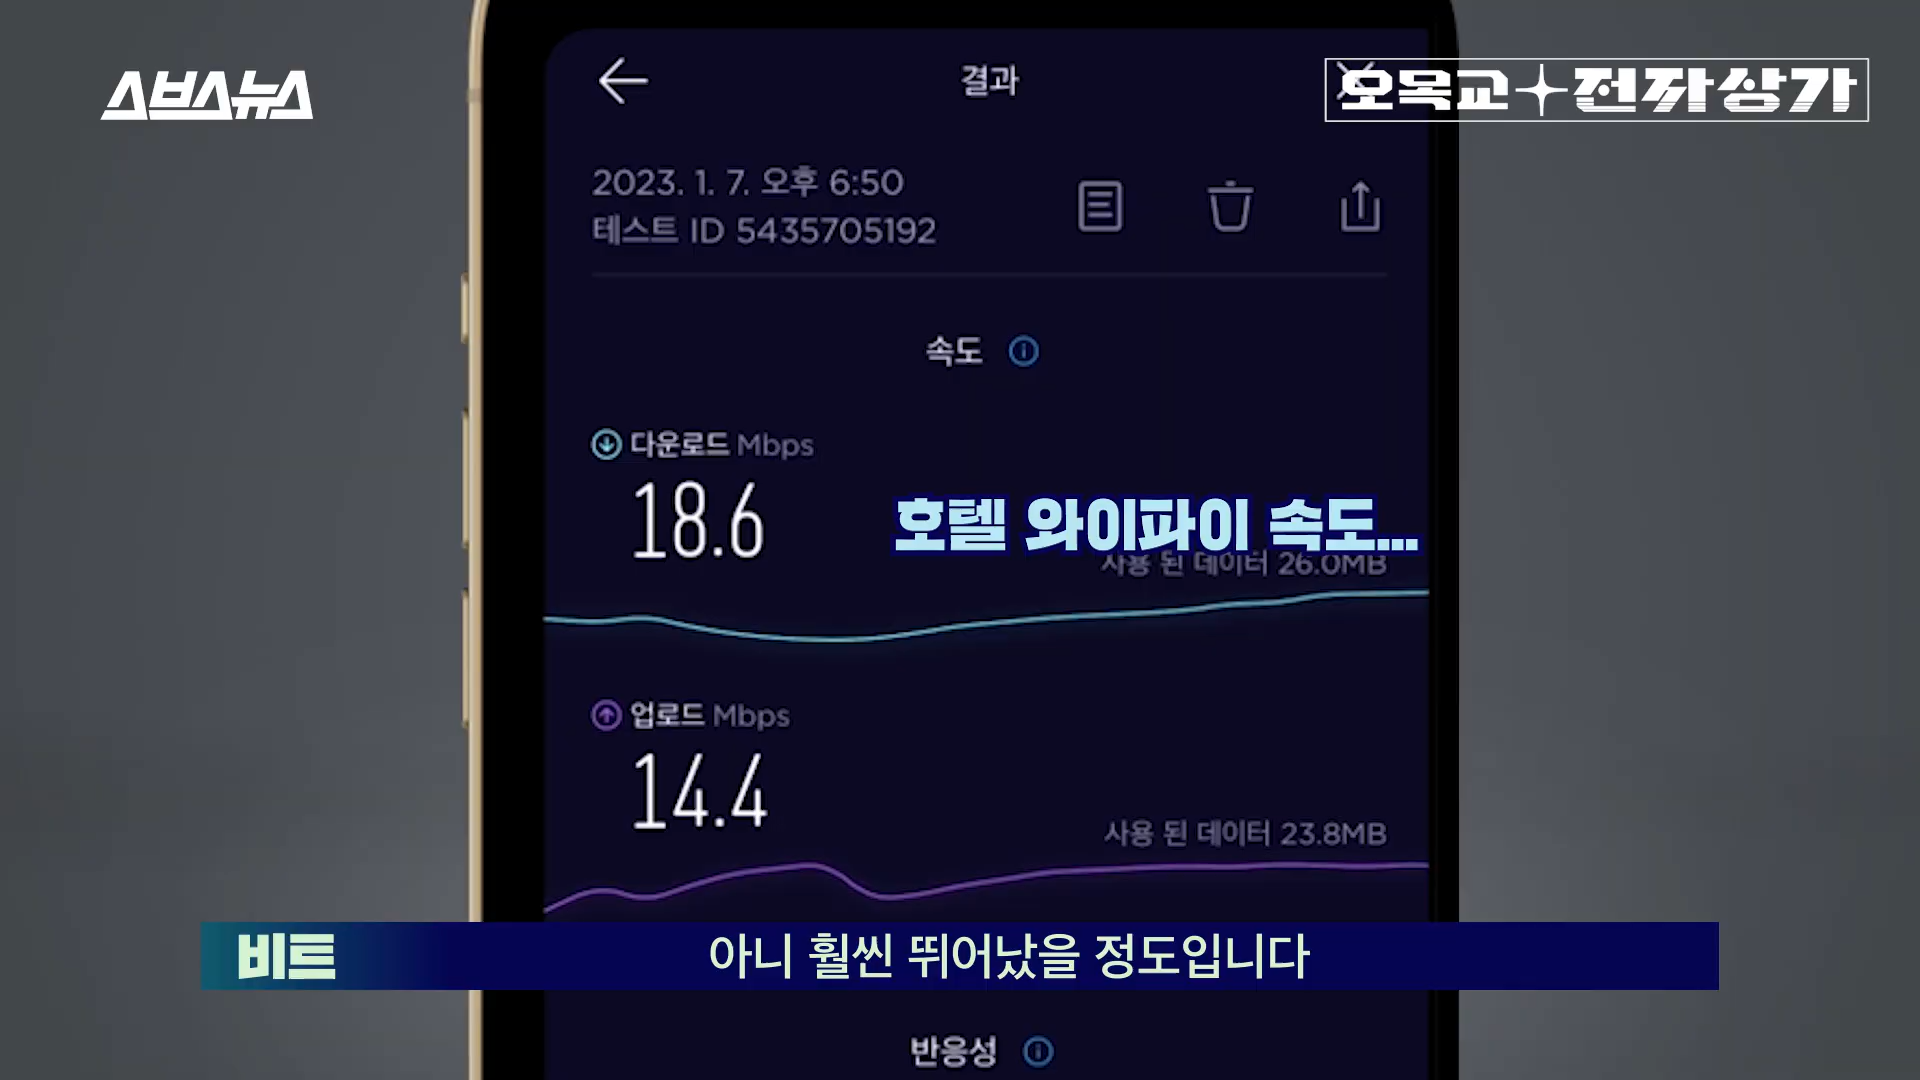 스브스뉴스
결과
오목교 전자상가
2023. 1. 7. 오후 6:50
테스트 ID 5435705192
속도
다운로드 Mbps
18.6
호텔 와이파이 속도...
사용 된 데이터 26.0MB
업로드 Mbps
14.4
사용 된 데이터 23.8MB
비트
아니 훨씬 뛰어났을 정도입니다
반응성